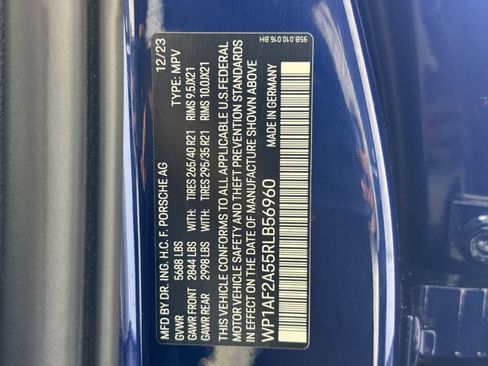 95B.010.016.BH
12/23
TYPE: MPV
MFD BY DR. ING. H.C. F. PORSCHE AG
GVWR 5688 LBS
GAWR FRONT 2844 LBS WITH TIRES 265/40 R21 RIMS 9.5JX21
GAWR REAR 2998 LBS WITH TIRES 295/35 R21 RIMS 10.0JX21
THIS VEHICLE CONFORMS TO ALL APPLICABLE U.S FEDERAL
MOTOR VEHICLE SAFETY AND THEFT PREVENTION STANDARDS
IN EFFECT ON THE DATE OF MANUFACTURE SHOWN ABOVE
WP1AF2A55RLB56960
MADE IN GERMANY